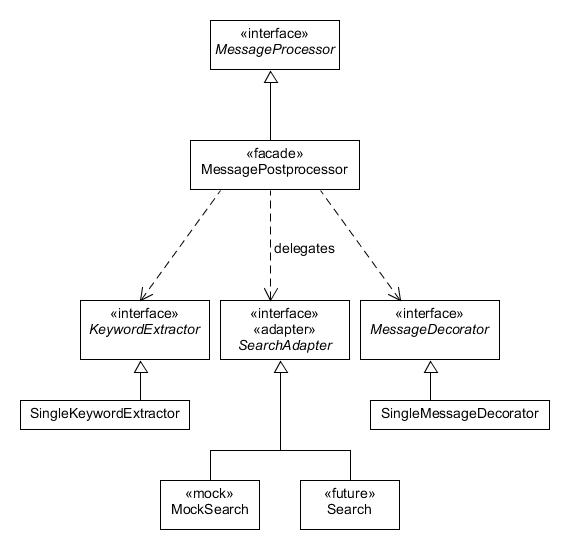 «interface»
MessageProcessor
«facade»
MessagePostprocessor
delegates
«interface»
KeywordExtractor
«interface»
«adapter»
SearchAdapter
«interface»
MessageDecorator
SingleKeywordExtractor
SingleMessageDecorator
«mock»
MockSearch
«future»
Search